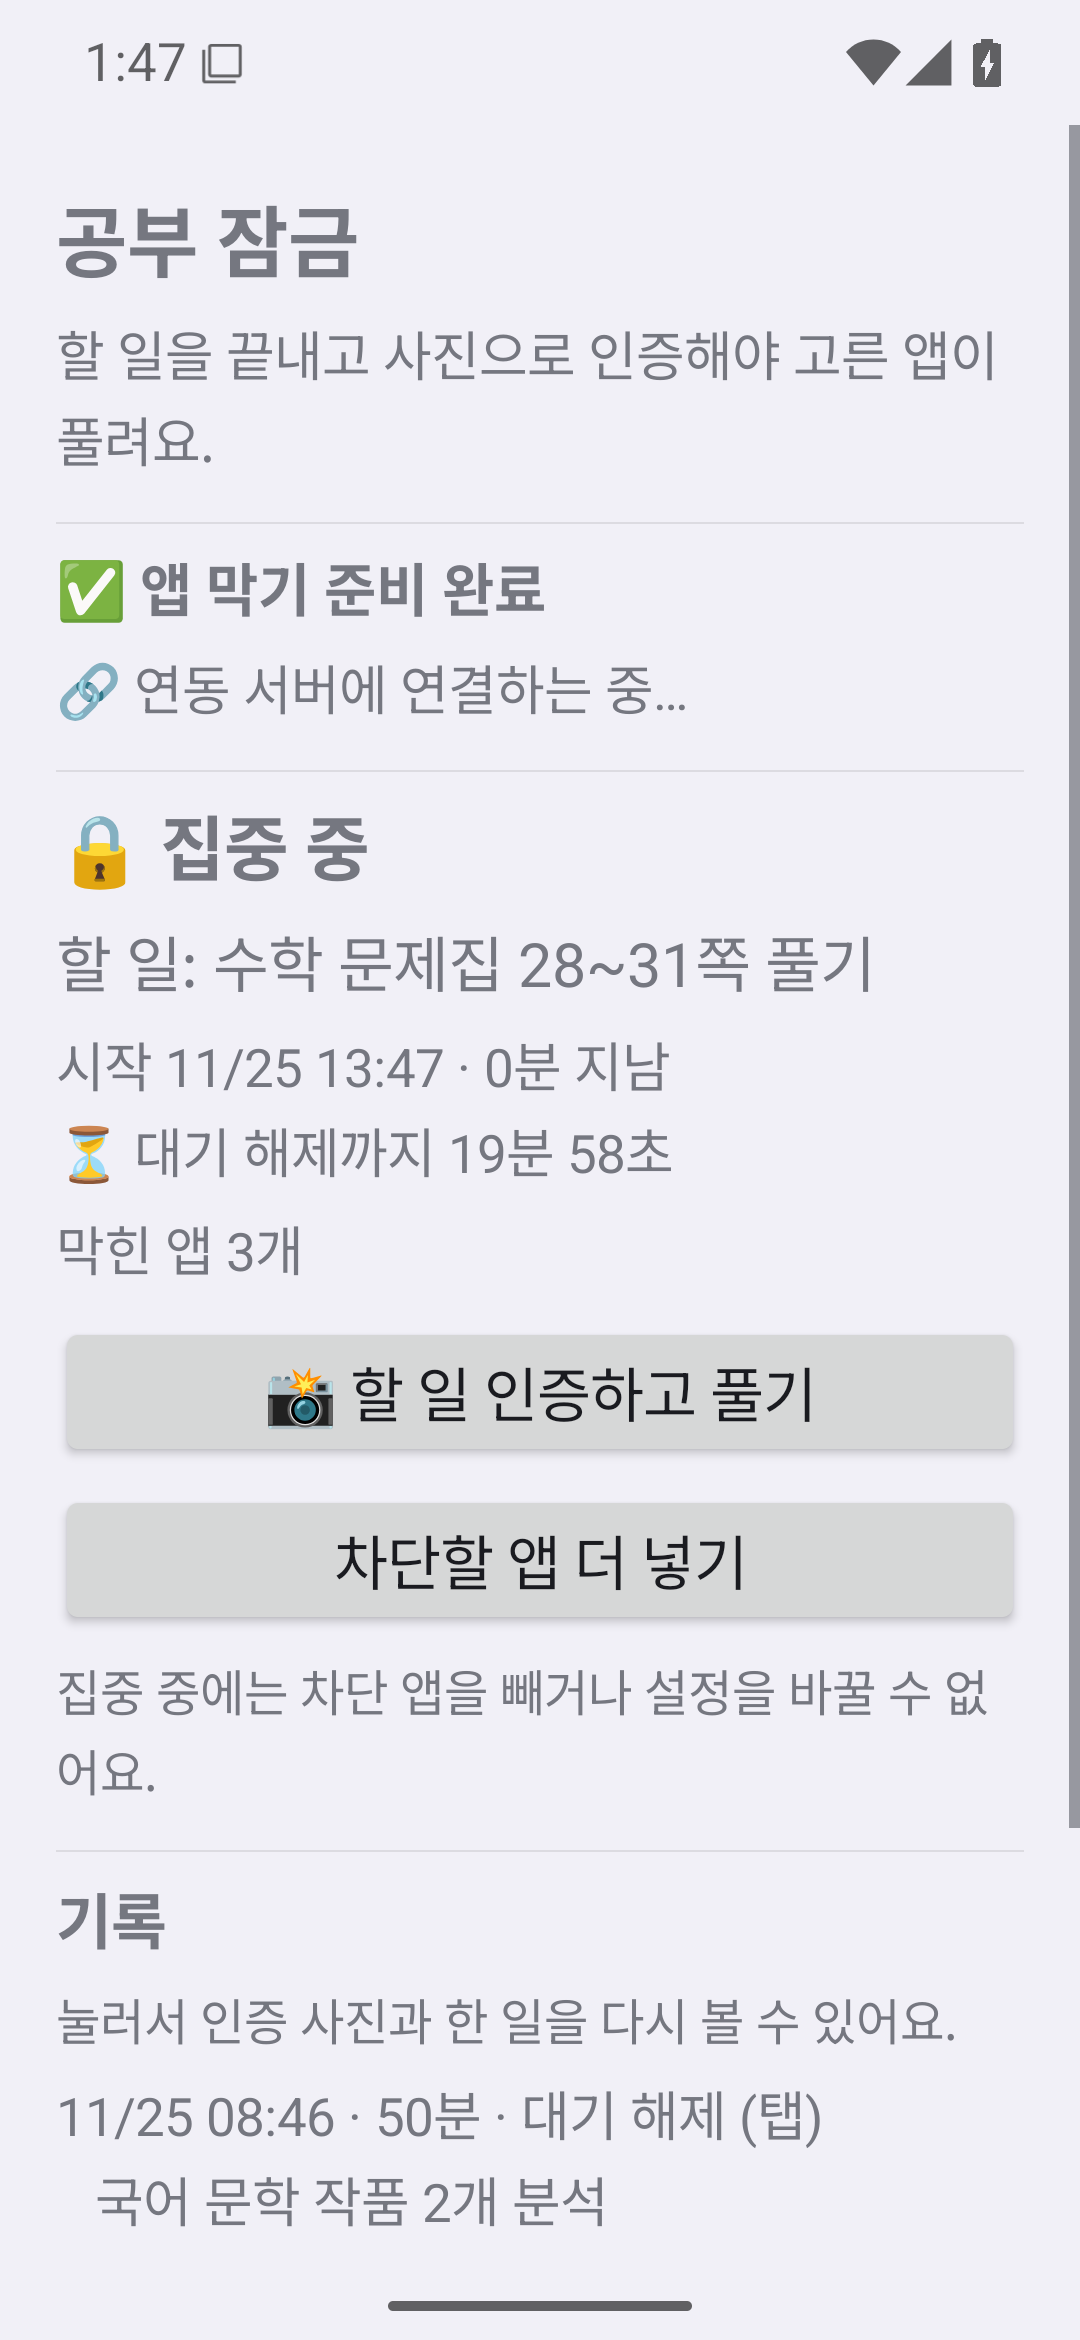 1:47
공부 잠금
할 일을 끝내고 사진으로 인증해야 고른 앱이
풀려요.
✅ 앱 막기 준비 완료
🔗 연동 서버에 연결하는 중…
🔒 집중 중
할 일: 수학 문제집 28~31쪽 풀기
시작 11/25 13:47 · 0분 지남
⏳ 대기 해제까지 19분 58초
막힌 앱 3개
📸 할 일 인증하고 풀기
차단할 앱 더 넣기
집중 중에는 차단 앱을 빼거나 설정을 바꿀 수 없
어요.
기록
눌러서 인증 사진과 한 일을 다시 볼 수 있어요.
11/25 08:46 · 50분 · 대기 해제 (탭)
국어 문학 작품 2개 분석